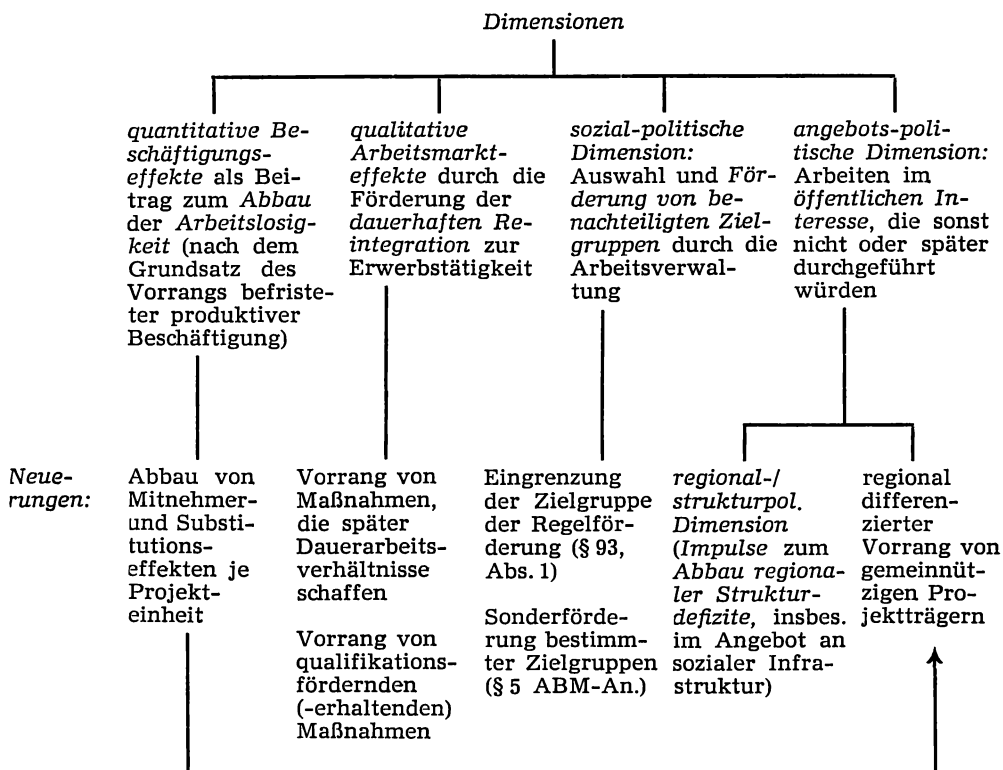 Dimensionen
quantitative Be-
schäftigungs-
effekte als Bei-
trag zum Abbau
der Arbeitslosig-
keit (nach dem
Grundsatz des
Vorrangs befriste-
ter produktiver
Beschäftigung)
qualitative
Arbeitsmarkt-
effekte durch die
Förderung der
dauerhaften Re-
integration zur
Erwerbstätigkeit
sozial-politische
Dimension:
Auswahl und För-
derung von be-
nachteiligten Ziel-
gruppen durch die
Arbeitsverwal-
tung
angebots-poli-
tische Dimension:
Arbeiten im
öffentlichen In-
teresse, die sonst
nicht oder später
durchgeführt
würden
Neue-
rungen:
Abbau von
Mitnehmer-
und Substi-
tutions-
effekten je
Projekt-
einheit
Vorrang von
Maßnahmen,
die später
Dauerarbeits-
verhältnisse
schaffen
Vorrang von
qualifikations-
fördernden
(-erhaltenden)
Maßnahmen
Eingrenzung
der Zielgruppe
der Regelför-
derung (§ 93,
Abs. 1)
Sonderförde-
rung bestimm-
ter Zielgruppen
(§ 5 ABM-An.)
regional-/
strukturpol.
Dimension
(Impulse zum
Abbau regiona-
ler Struktur-
defizite, insbes.
im Angebot an
sozialer Infra-
struktur)
regional
differen-
zierter
Vorrang von
gemeinnüt-
zigen Pro-
jektträgern